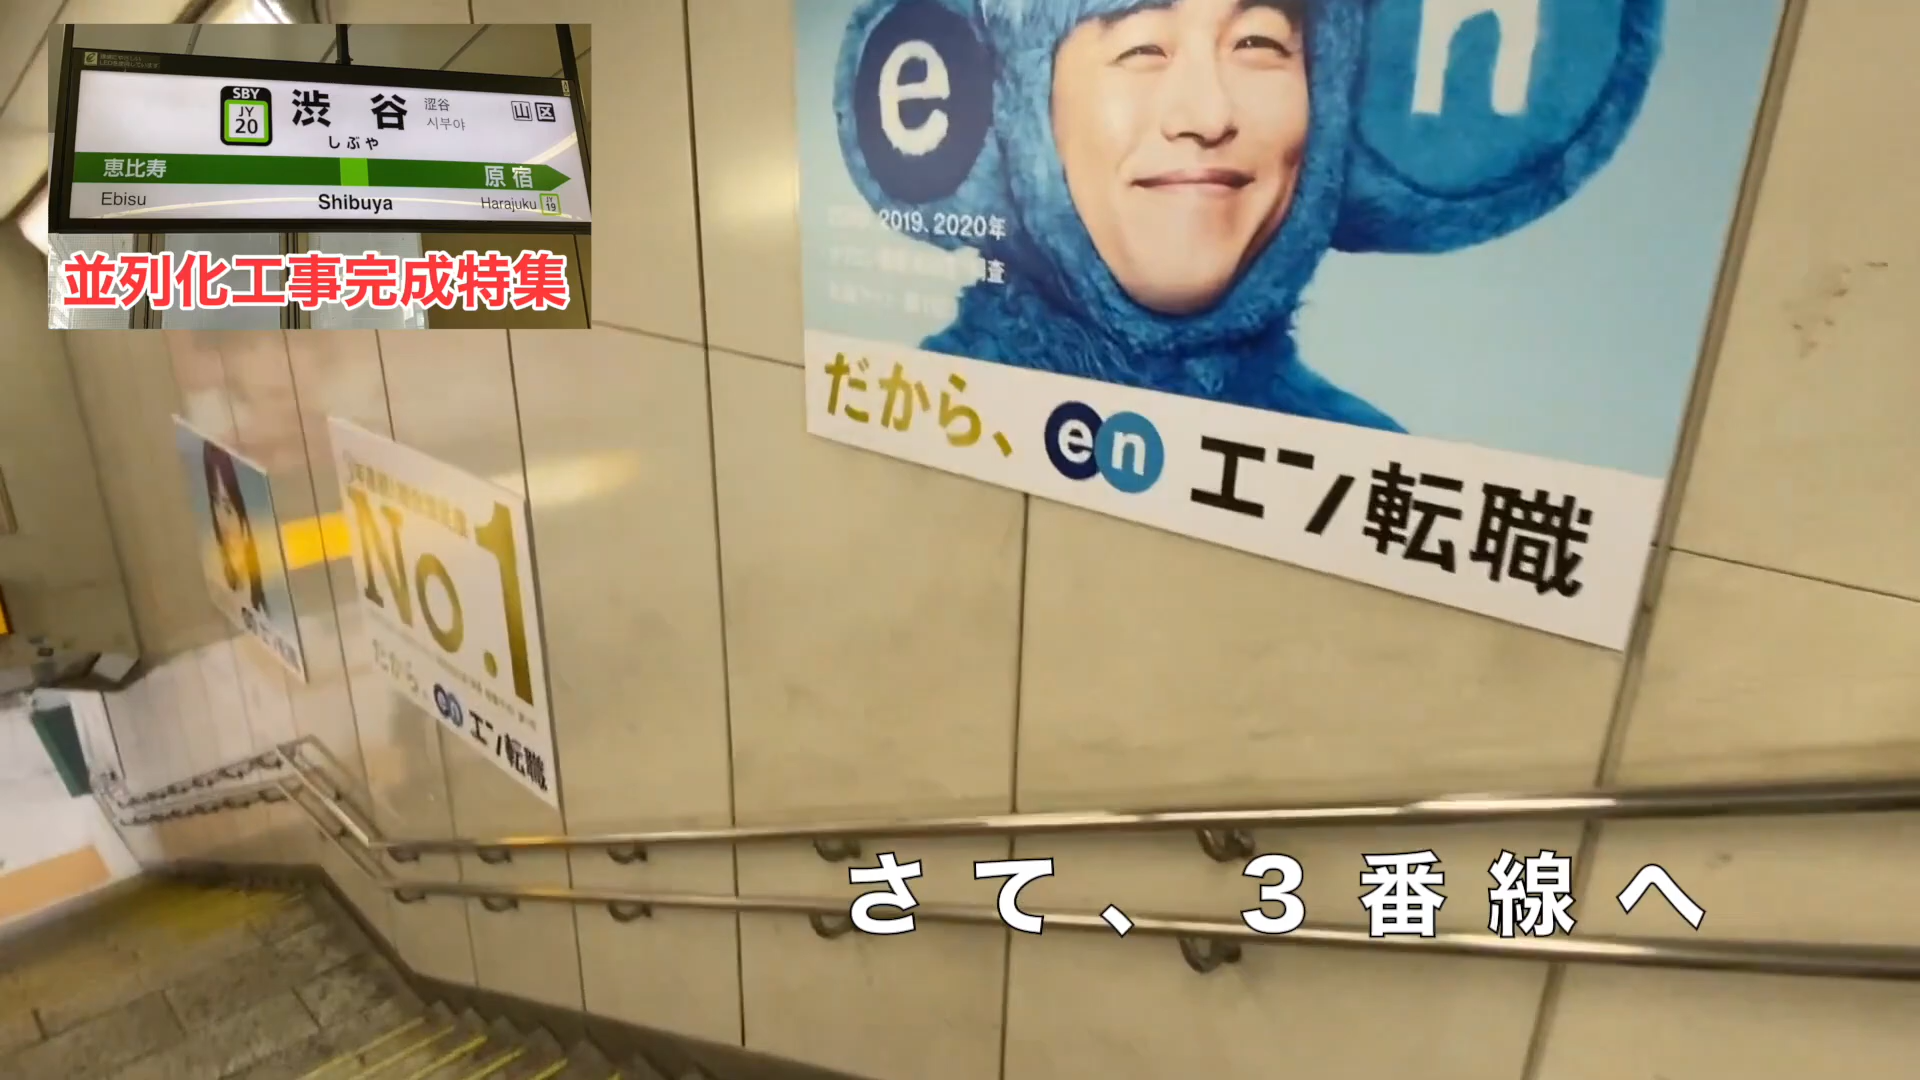 SBY
JY
20
渋谷
涩谷
시부야
山区
しぶや
恵比寿
原宿
Ebisu
Shibuya
Harajuku
JY
19
並列化工事完成特集
e n
2019、2020年
だから、en エン転職
No.1
だから、en エン転職
さて、3番線へ